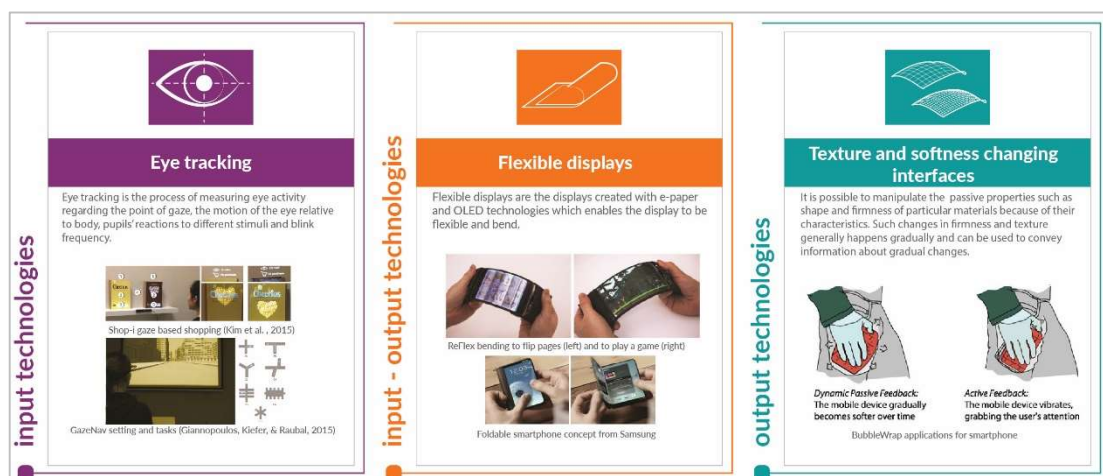 input technologies
Eye tracking
Eye tracking is the process of measuring eye activity
regarding the point of gaze, the motion of the eye relative
to body, pupils' reactions to different stimuli and blink
frequency.
Shop-i gaze based shopping (Kim et al. , 2015)
GazeNav setting and tasks (Giannopoulos, Kiefer, & Raubal, 2015)
input - output technologies
Flexible displays
Flexible displays are the displays created with e-paper
and OLED technologies which enables the display to be
flexible and bend.
ReFlex bending to flip pages (left) and to play a game (right)
Foldable smartphone concept from Samsung
output technologies
Texture and softness changing
interfaces
It is possible to manipulate the passive properties such as
shape and firmness of particular materials because of their
characteristics. Such changes in firmness and texture
generally happens gradually and can be used to convey
information about gradual changes.
Dynamic Passive Feedback:
The mobile device gradually
becomes softer over time
Active Feedback:
The mobile device vibrates,
grabbing the user's attention
BubbleWrap applications for smartphone